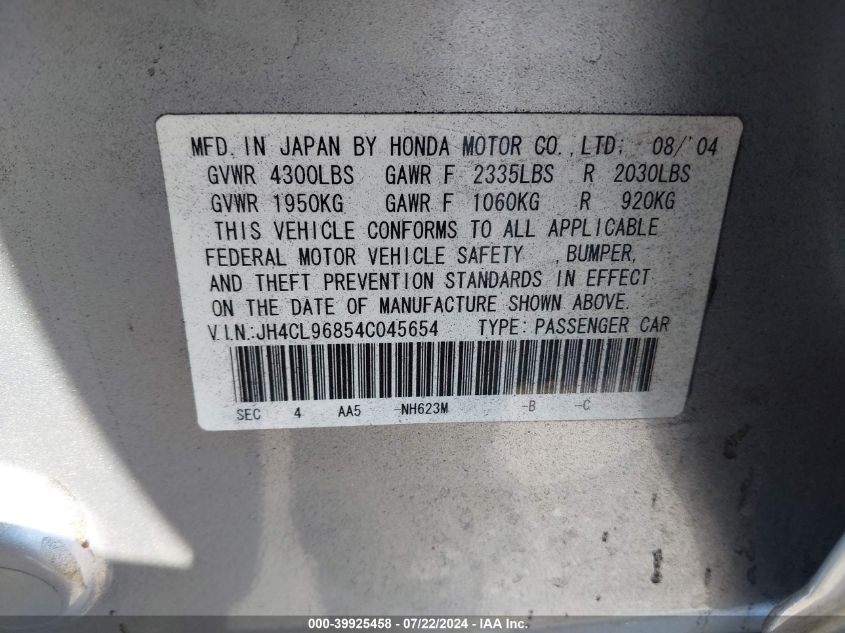 MFD. IN JAPAN BY HONDA MOTOR CO., LTD. 08/'04
GVWR 4300LBS GAWR F 2335LBS R 2030LBS
GVWR 1950KG GAWR F 1060KG R 920KG
THIS VEHICLE CONFORMS TO ALL APPLICABLE
FEDERAL MOTOR VEHICLE SAFETY , BUMPER,
AND THEFT PREVENTION STANDARDS IN EFFECT
ON THE DATE OF MANUFACTURE SHOWN ABOVE.
V.I.N.:JH4CL96854C045654 TYPE: PASSENGER CAR
SEC 4 AA5 NH623M -B -C
000-39925458 - 07/22/2024 - IAA Inc.